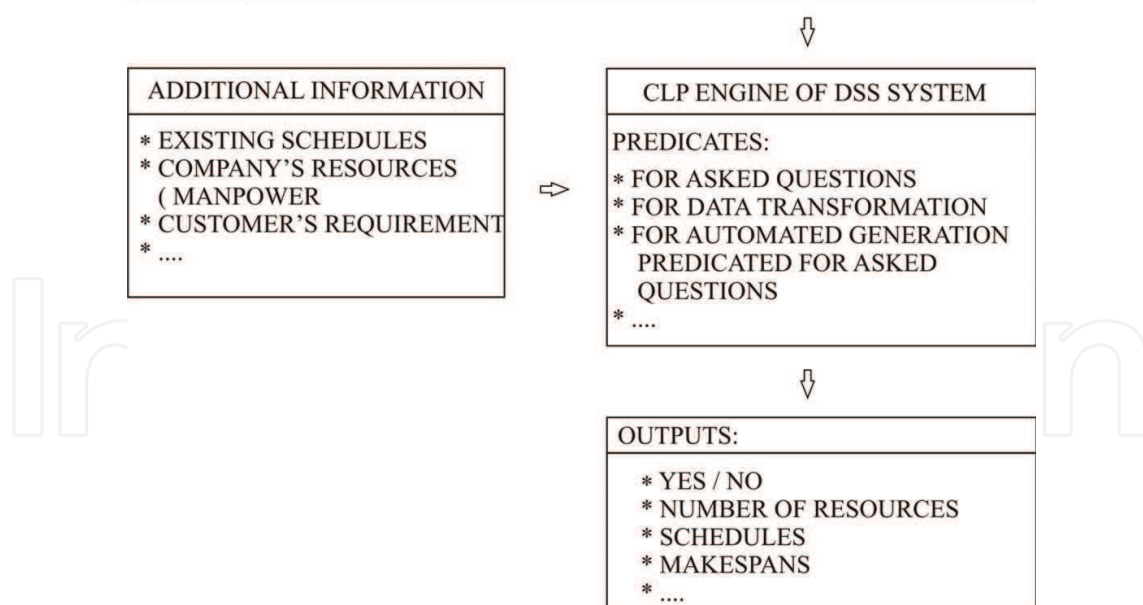 ADDITIONAL INFORMATION
* EXISTING SCHEDULES
* COMPANY'S RESOURCES
( MANPOWER
* CUSTOMER'S REQUIREMENT
* ....
CLP ENGINE OF DSS SYSTEM
PREDICATES:
* FOR ASKED QUESTIONS
* FOR DATA TRANSFORMATION
* FOR AUTOMATED GENERATION
PREDICATED FOR ASKED
QUESTIONS
* ....
OUTPUTS:
* YES / NO
* NUMBER OF RESOURCES
* SCHEDULES
* MAKESPANS
* ....